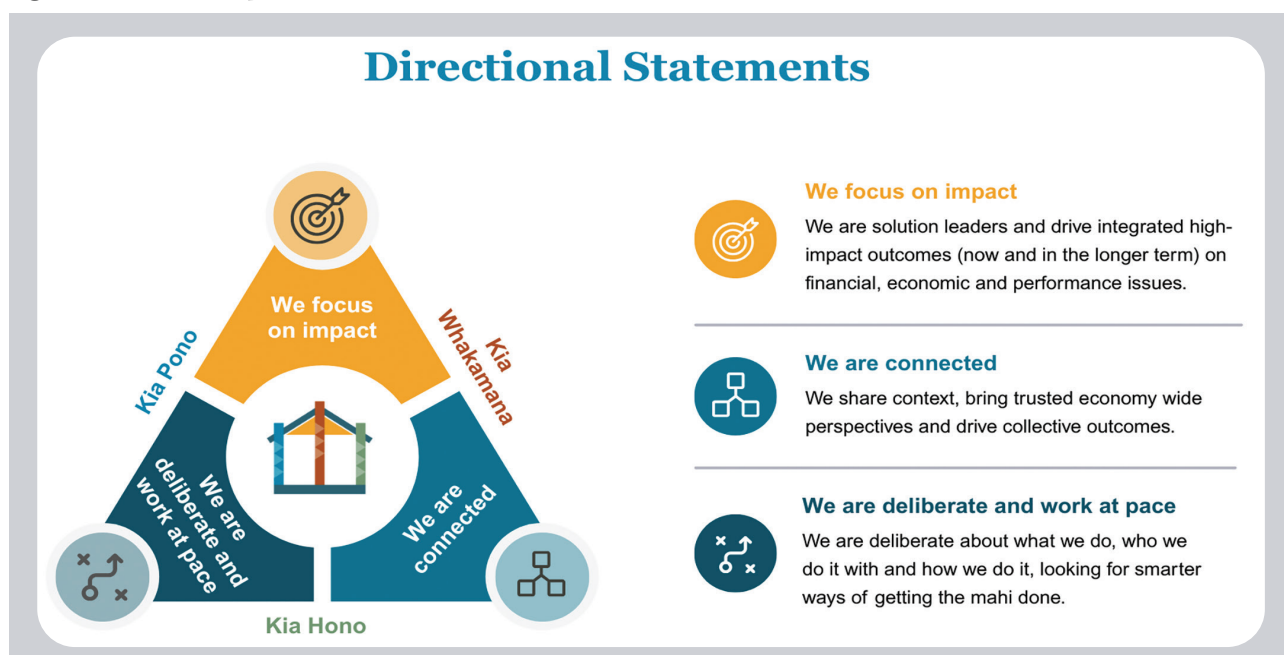 Directional Statements
We focus
on impact
Kia Pono
Kia
Whakamana
We are
deliberate and
work at pace
We are
connected
Kia Hono
We focus on impact
We are solution leaders and drive integrated high-
impact outcomes (now and in the longer term) on
financial, economic and performance issues.
We are connected
We share context, bring trusted economy wide
perspectives and drive collective outcomes.
We are deliberate and work at pace
We are deliberate about what we do, who we
do it with and how we do it, looking for smarter
ways of getting the mahi done.